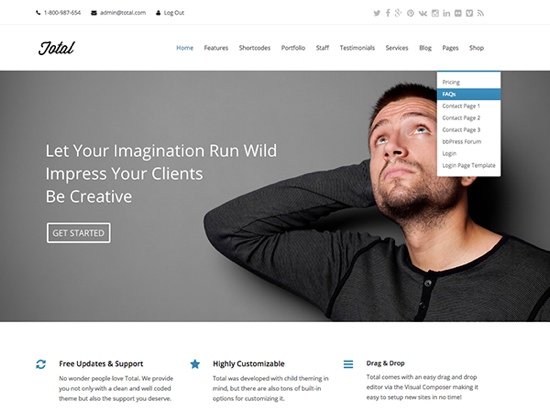 1-800-987-654 admin@total.com Log Out
Total
Home Features Shortcodes Portfolio Staff Testimonials Services Blog Pages Shop
Pricing
FAQs
Contact Page 1
Contact Page 2
Contact Page 3
bbPress Forum
Login
Login Page Template
Let Your Imagination Run Wild
Impress Your Clients
Be Creative
GET STARTED
Free Updates & Support
No wonder people love Total. We provide
you not only with a clean and well coded
theme but also the support you deserve.
Highly Customizable
Total was developed with child theming in
mind, but there are also tons of built-in
options for customizing it.
Drag & Drop
Total comes with an easy drag and drop
editor via the Visual Composer making it
easy to setup new sites in no time!